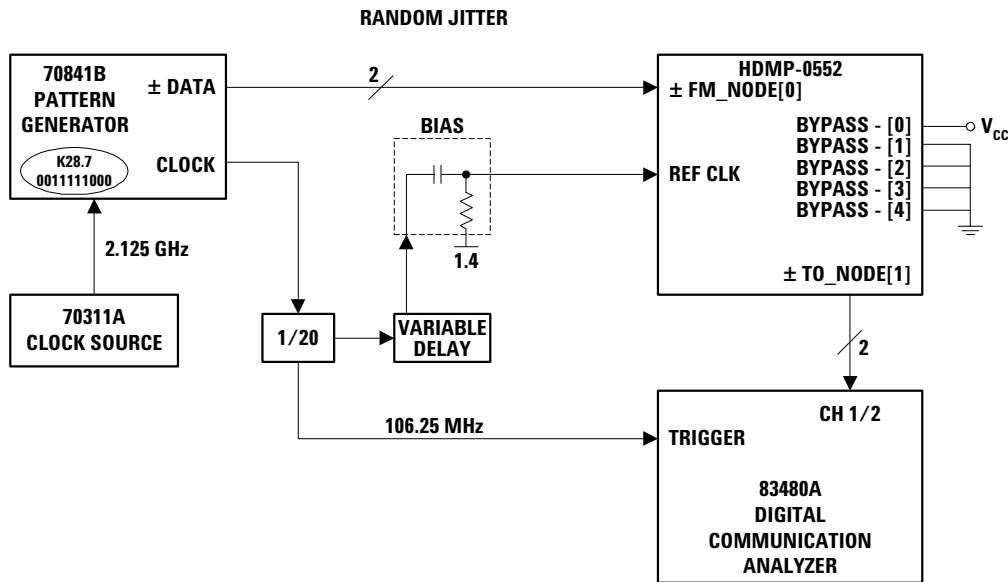 RANDOM JITTER
70841B
PATTERN
GENERATOR
± DATA
CLOCK
K28.7
0011111000
2
HDMP-0552
± FM_NODE[0]
BYPASS - [0]
BYPASS - [1]
BYPASS - [2]
BYPASS - [3]
BYPASS - [4]
VCC
REF CLK
± TO_NODE[1]
BIAS
1.4
2.125 GHz
70311A
CLOCK SOURCE
1/20
VARIABLE
DELAY
2
106.25 MHz
CH 1/2
TRIGGER
83480A
DIGITAL
COMMUNICATION
ANALYZER